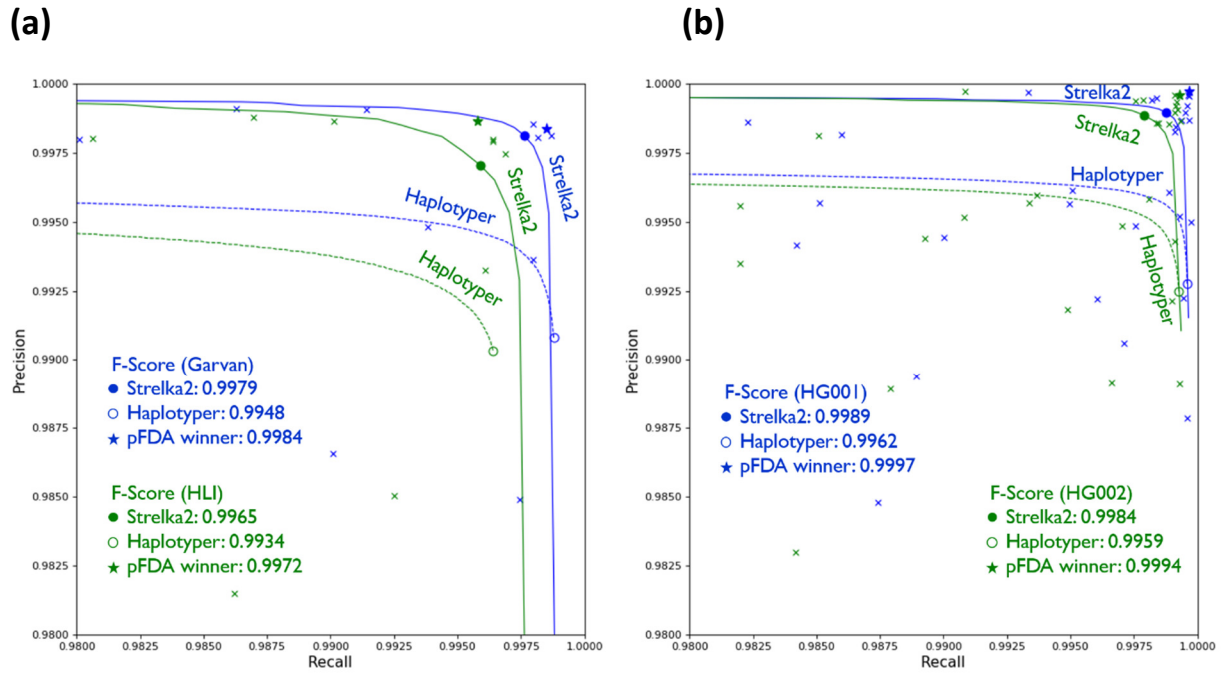 (a)
1.0000
0.9975
0.9950
0.9925
0.9900
0.9875
0.9850
0.9825
0.9800
Precision
Strelka2
Strelka2
Haplotyper
Haplotyper
F-Score (Garvan)
Strelka2: 0.9979
Haplotyper: 0.9948
pFDA winner: 0.9984
F-Score (HLI)
Strelka2: 0.9965
Haplotyper: 0.9934
pFDA winner: 0.9972
0.9800 0.9825 0.9850 0.9875 0.9900 0.9925 0.9950 0.9975 1.0000
Recall
(b)
1.0000
0.9975
0.9950
0.9925
0.9900
0.9875
0.9850
0.9825
0.9800
Precision
Strelka2
Strelka2
Haplotyper
Haplotyper
F-Score (HG001)
Strelka2: 0.9989
Haplotyper: 0.9962
pFDA winner: 0.9997
F-Score (HG002)
Strelka2: 0.9984
Haplotyper: 0.9959
pFDA winner: 0.9994
0.9800 0.9825 0.9850 0.9875 0.9900 0.9925 0.9950 0.9975 1.0000
Recall